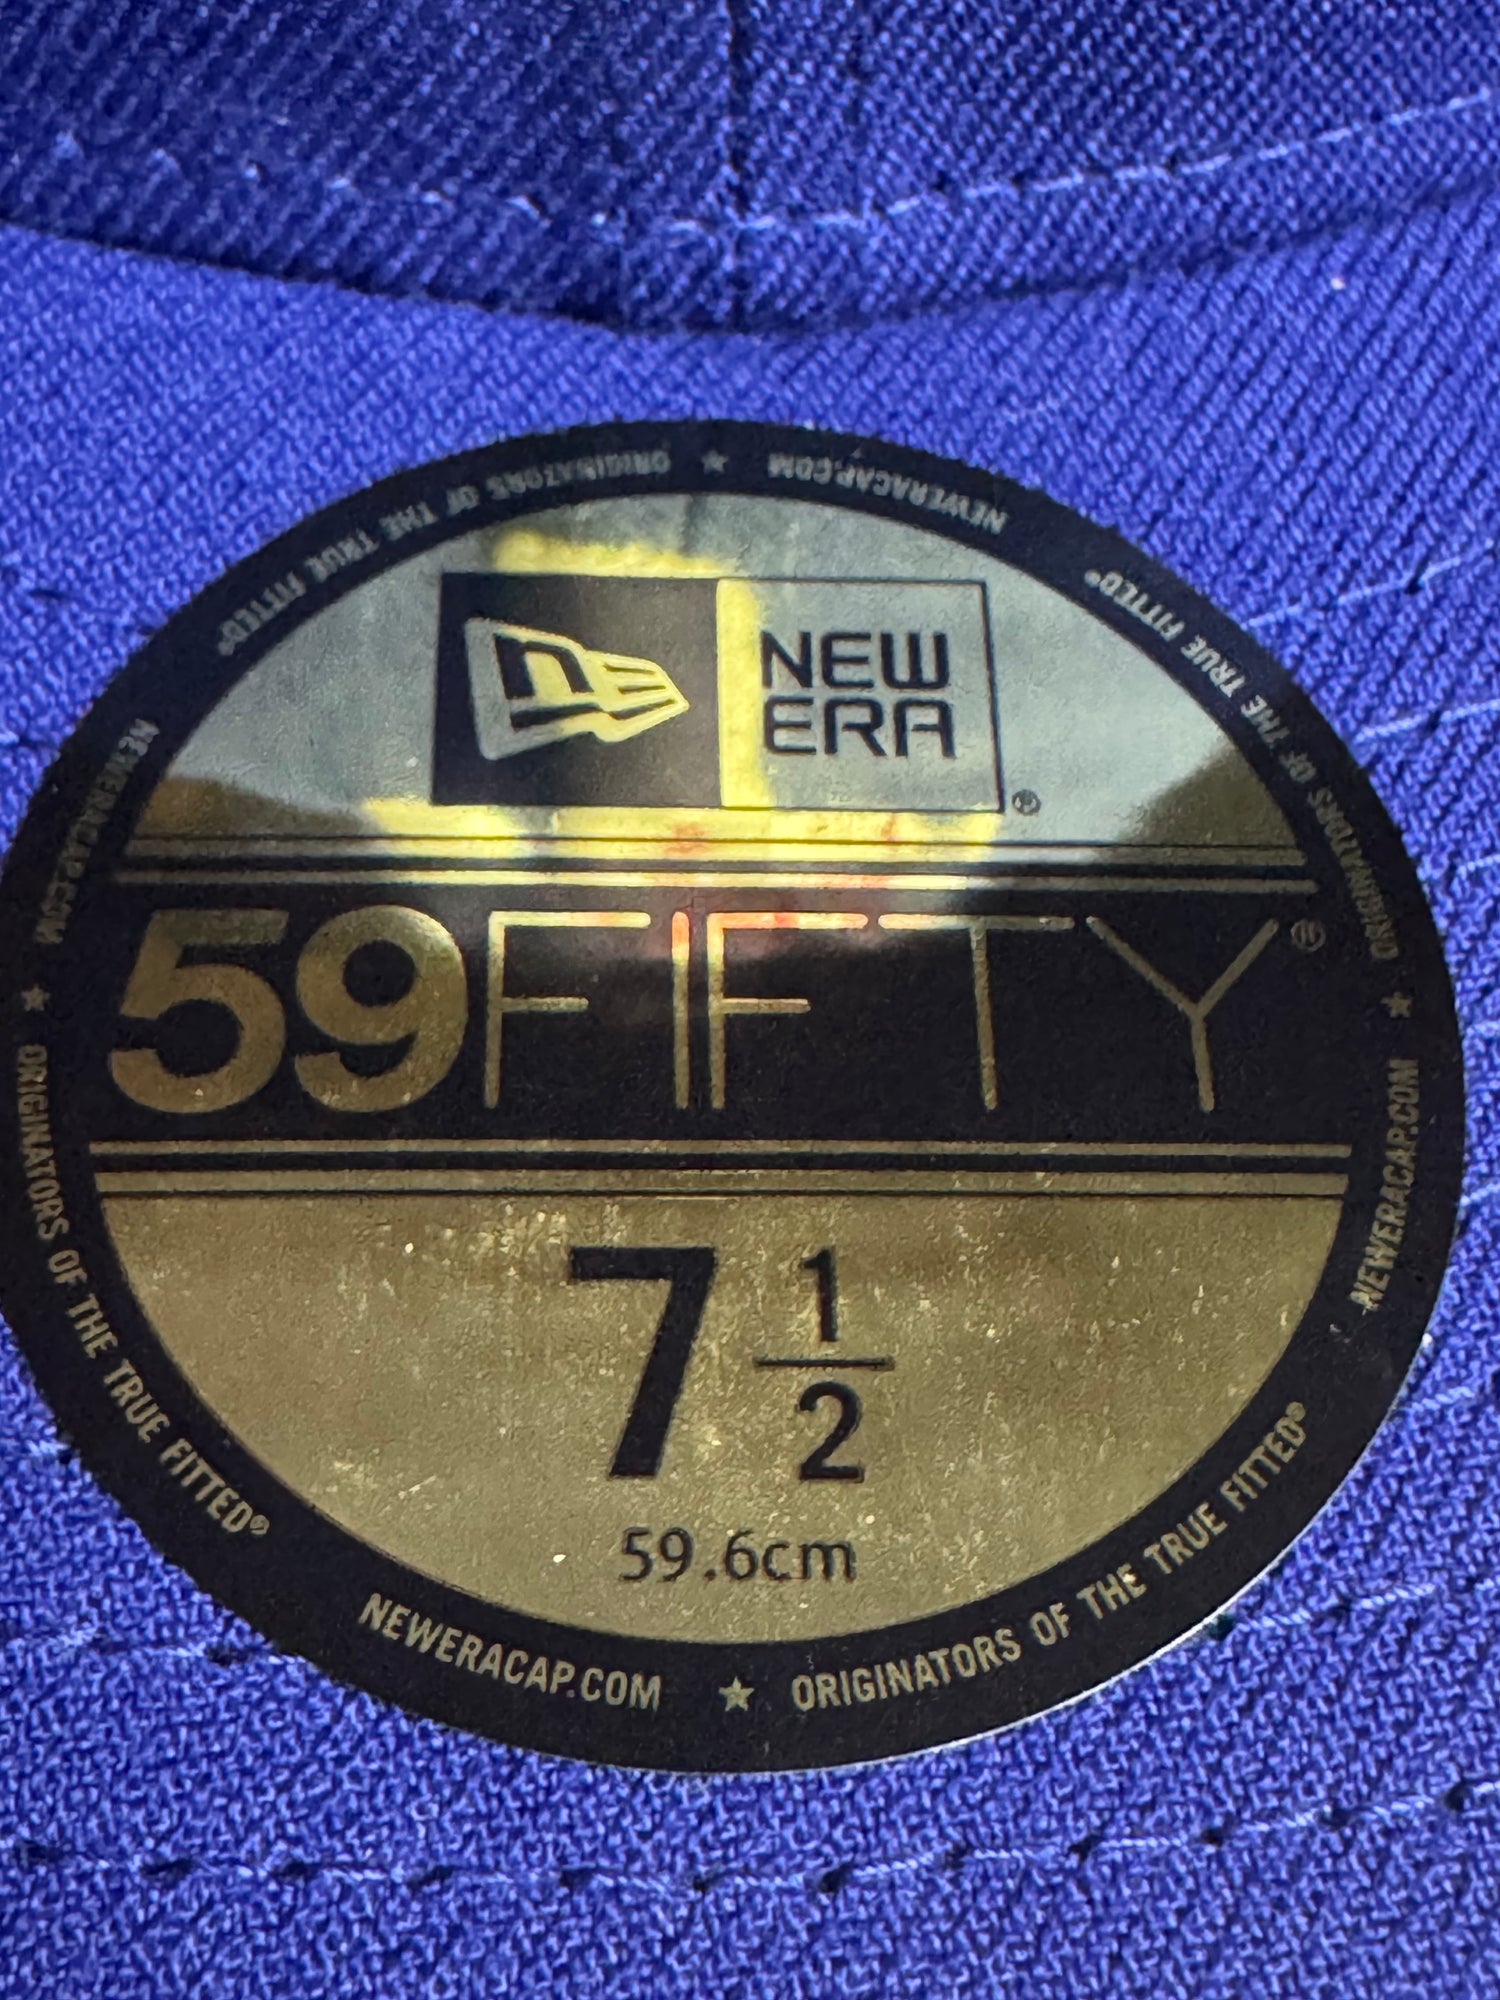 NEW
ERA®
59FIFTY®
7 1/2
59.6cm
NEWERACAP.COM ★ ORIGINATORS OF THE TRUE FITTED®
NEWERACAP.COM ★ ORIGINATORS OF THE TRUE FITTED®
NEWERACAP.COM ★ ORIGINATORS OF THE TRUE FITTED®
NEWERACAP.COM ★ ORIGINATORS OF THE TRUE FITTED®